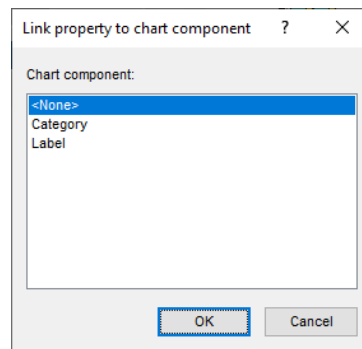 Link property to chart component ? ×
Chart component:
<None>
Category
Label
OK Cancel